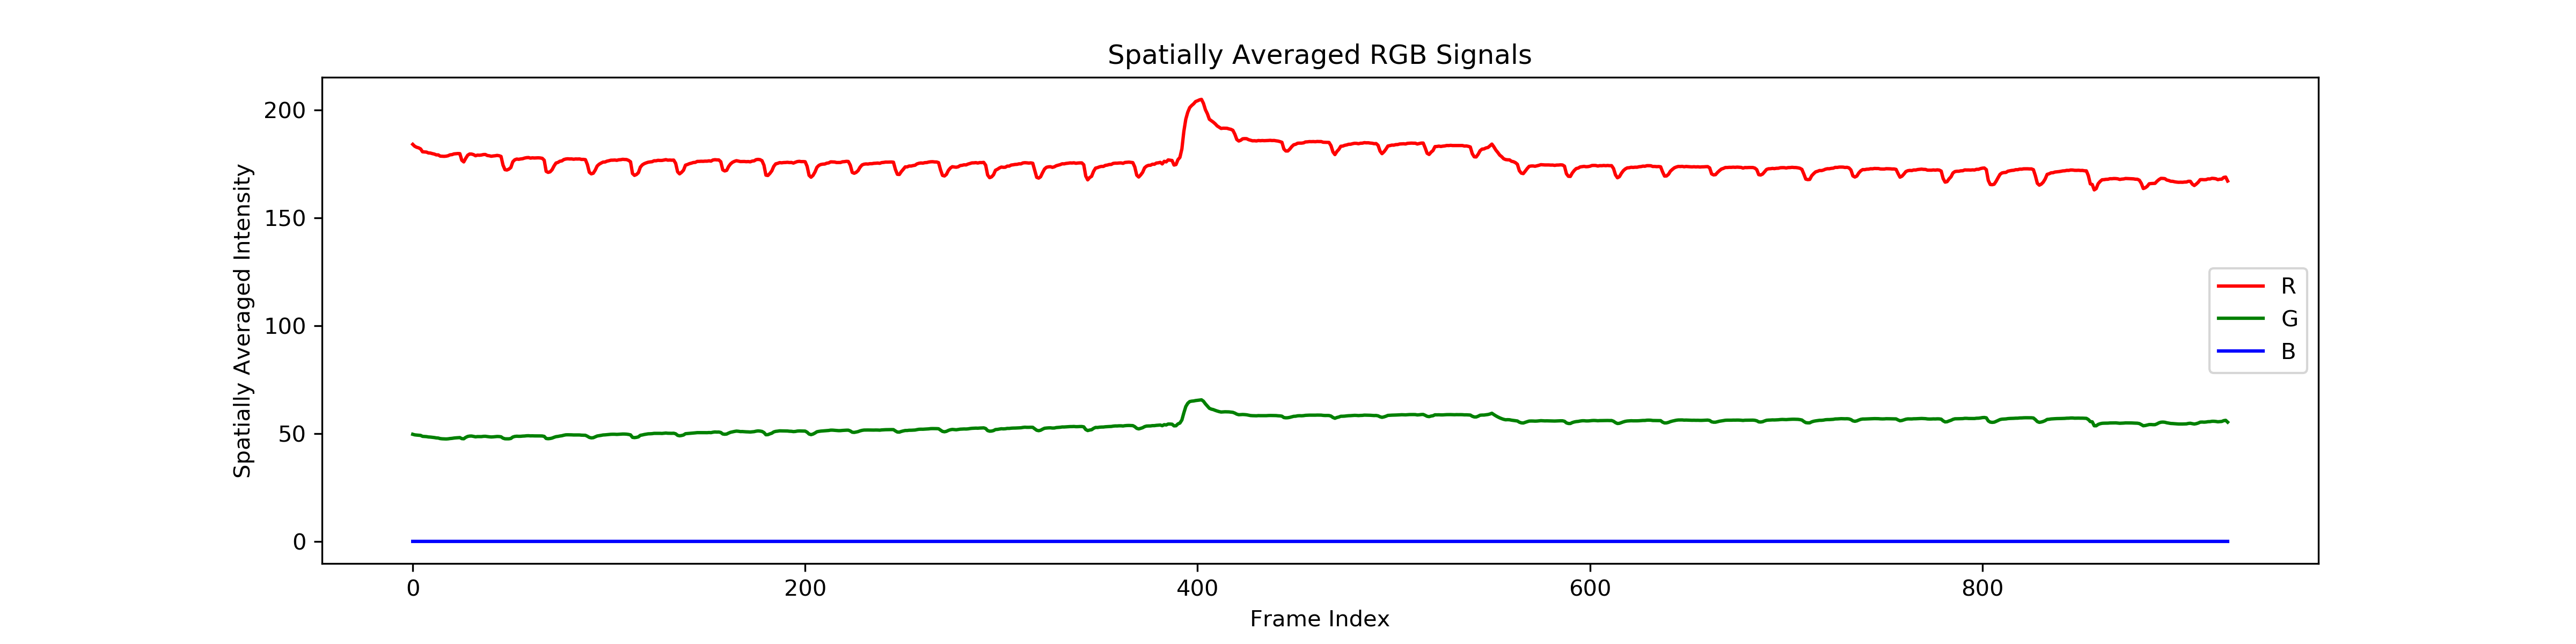 Spatially Averaged RGB Signals
Spatially Averaged Intensity
200
150
100
50
0
R
G
B
0 200 400 600 800
Frame Index